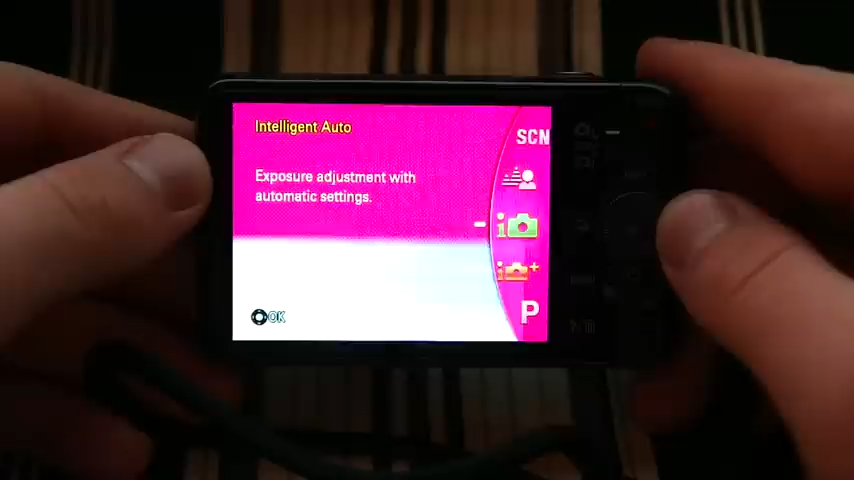 Intelligent Auto
SCN
Exposure adjustment with
automatic settings.
i
i +
P
OK